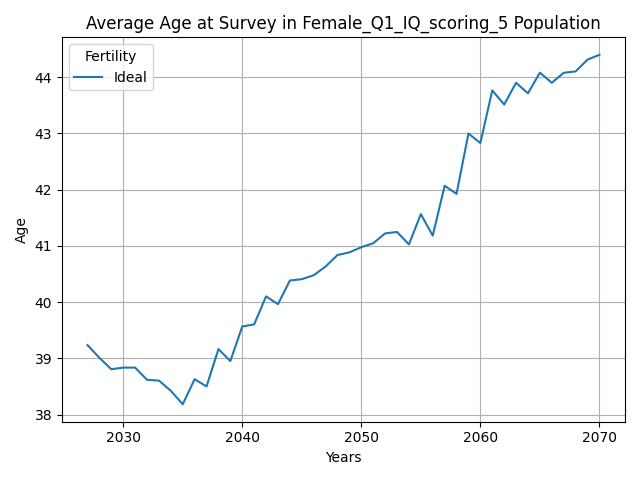 Average Age at Survey in Female_Q1_IQ_scoring_5 Population
Fertility
Ideal
Age
44
43
42
41
40
39
38
2030 2040 2050 2060 2070
Years